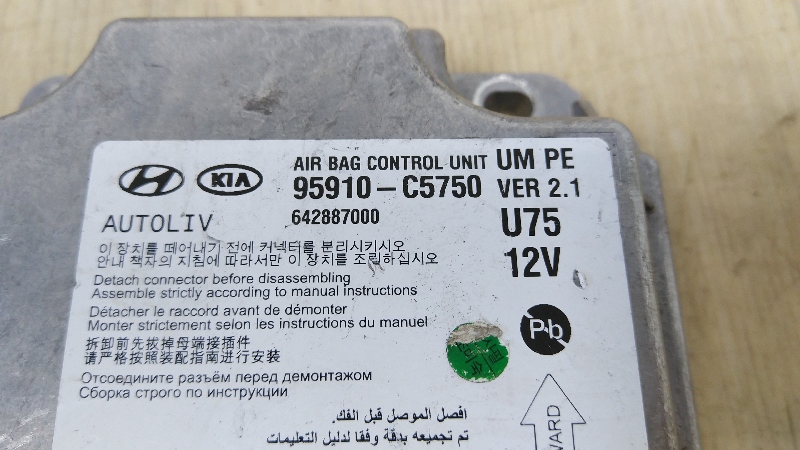 AIR BAG CONTROL UNIT UM PE
KIA 95910-C5750 VER 2.1
AUTOLIV 642887000 U75
이 장치를 떼어내기 전에 커넥터를 분리시키시오
안내 책자의 지침에 따라서만 이 장치를 조립하십시오
12V
Detach connector before disassembling
Assemble strictly according to manual instructions
Détacher le raccord avant de démonter
Monter strictement selon les instructions du manuel
Pb
拆卸前先拔掉母端接插件
请严格按照装配指南进行安装
Отсоедините разъём перед демонтажом
Сборка строго по инструкции
افصل الموصل قبل الفك.
تم تجميعه بدقة وفقا لدليل التعليمات
WARD